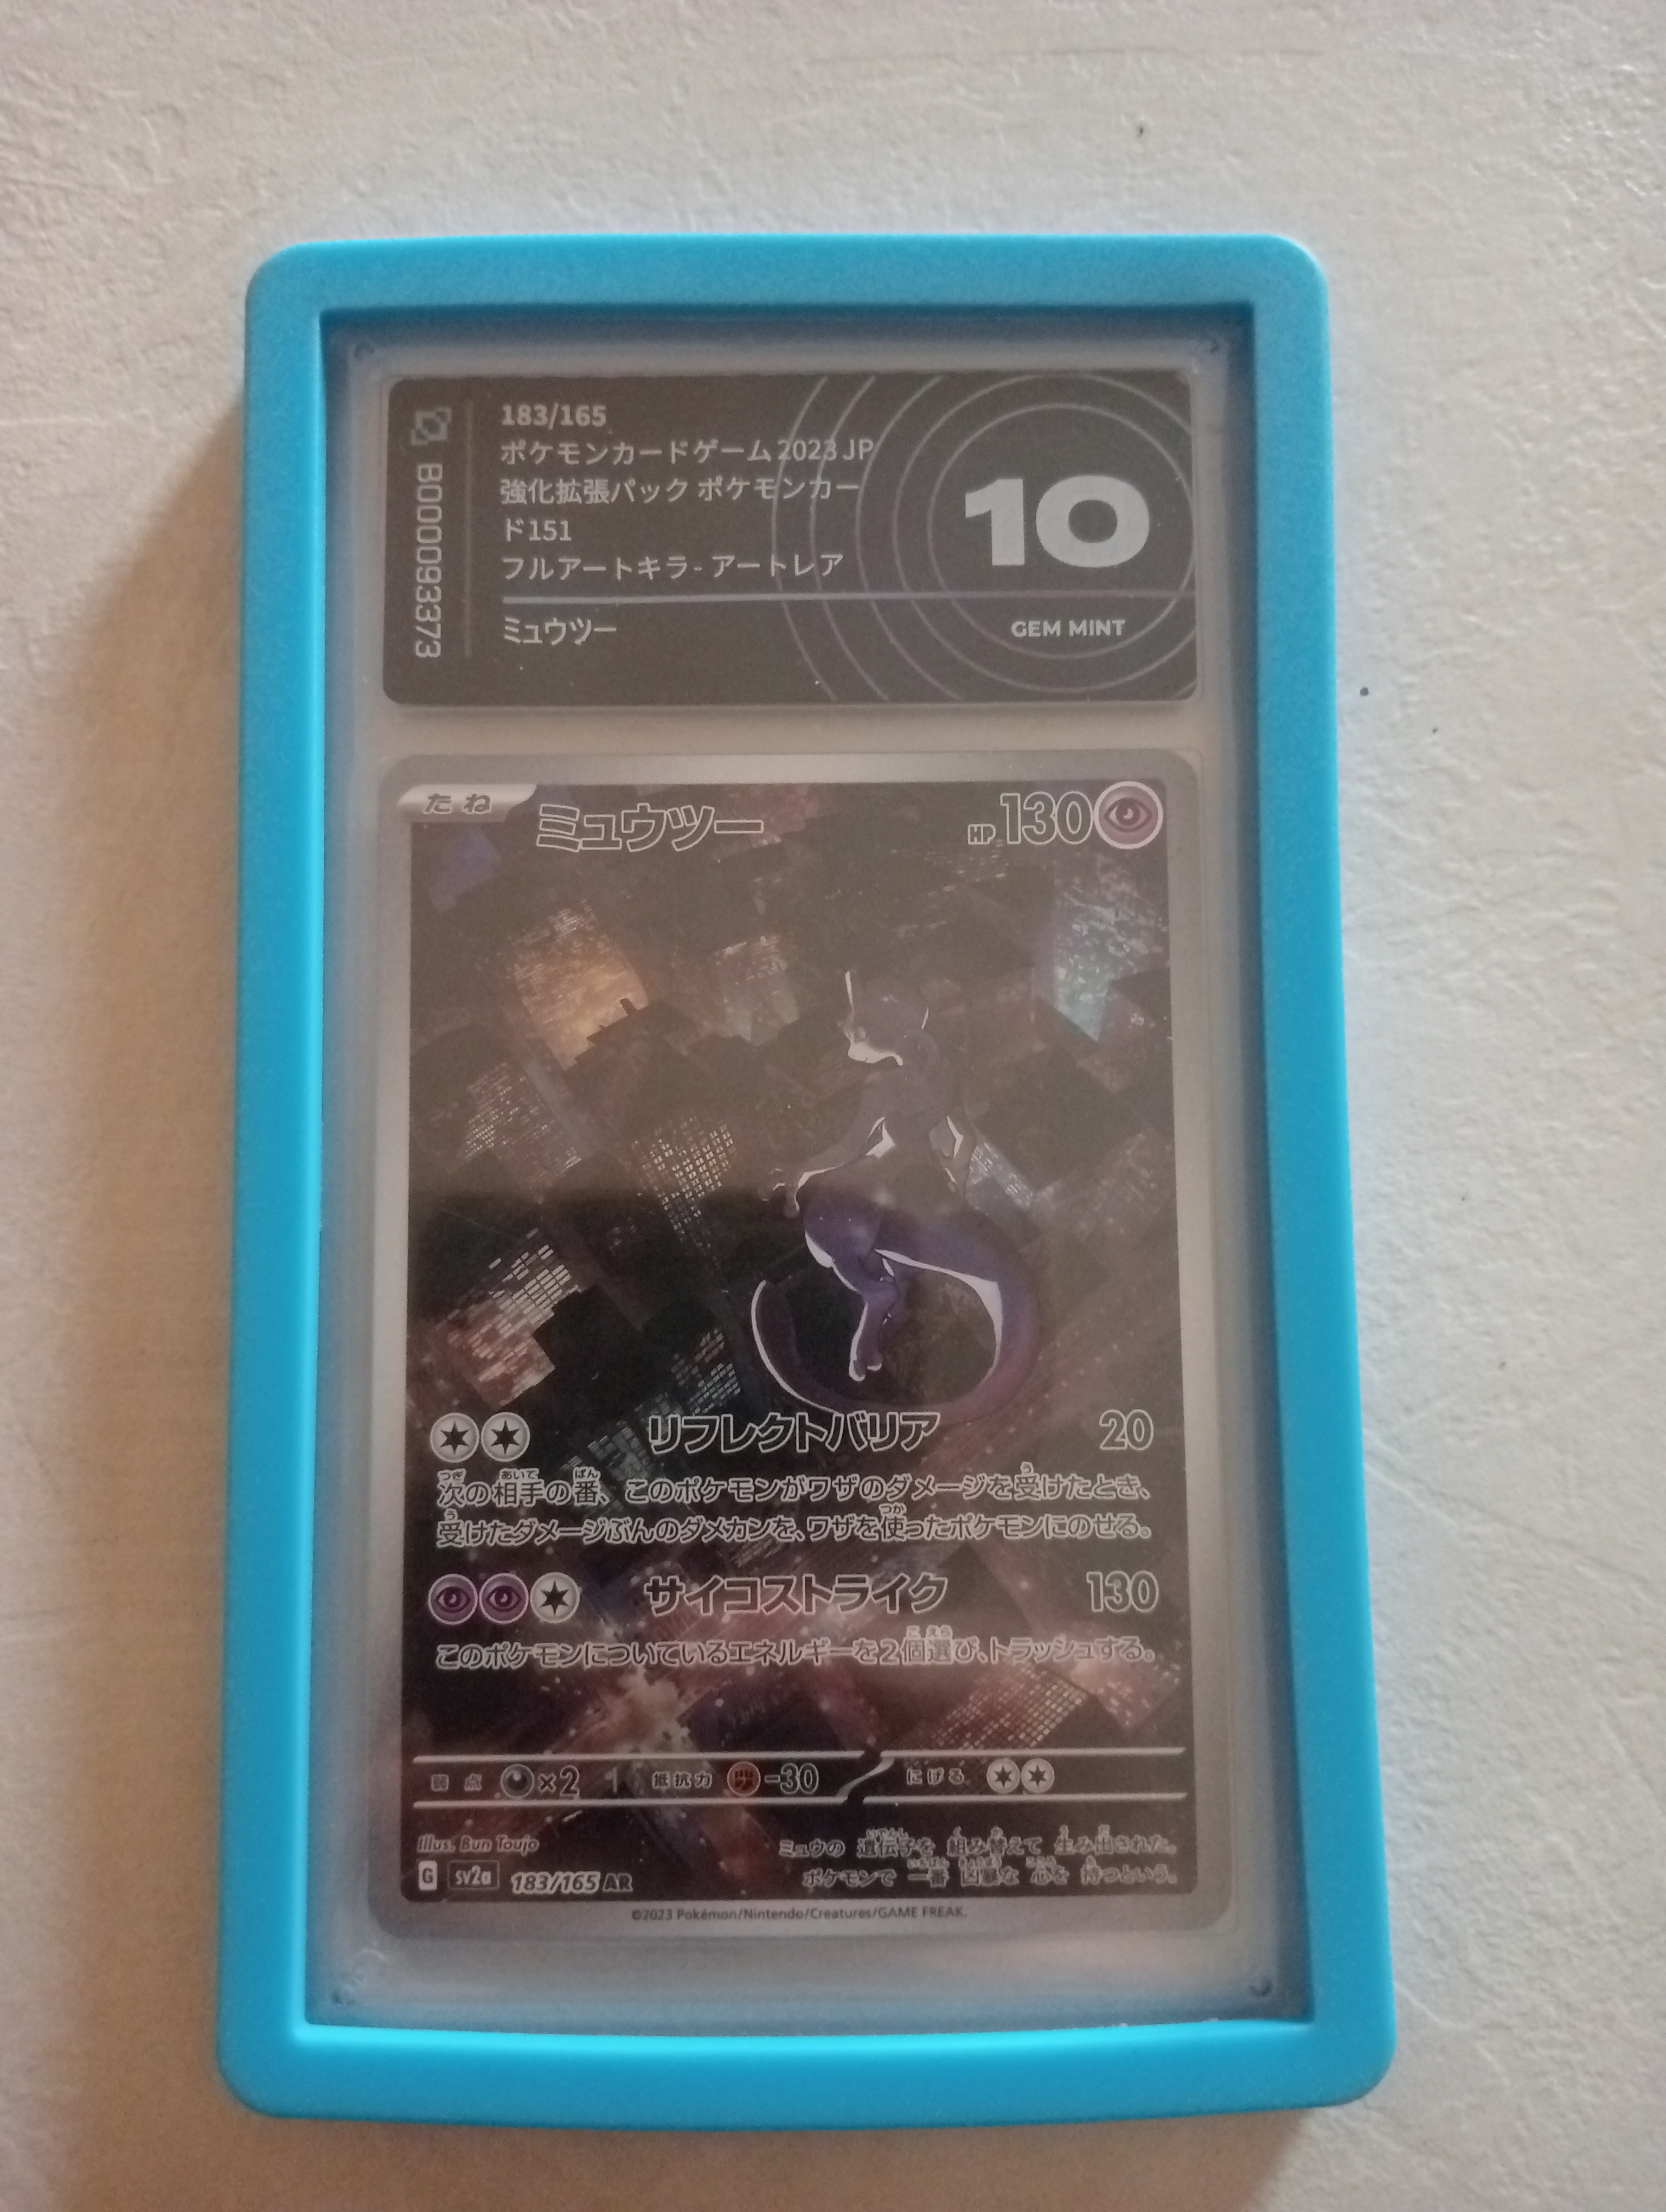 183/165
ポケモンカードゲーム 2023 JP
強化拡張パック ポケモンカー
ド151
フルアートキラ - アートレア
ミュウツー
B000093373
10
GEM MINT
たね
ミュウツー
HP 130
リフレクトバリア 20
次の相手の番、このポケモンがワザのダメージを受けたとき、
受けたダメージぶんのダメカンを、ワザを使ったポケモンにのせる。
サイコストライク 130
このポケモンについているエネルギーを2個選び、トラッシュする。
弱点 ×2 抵抗力 -30 にげる
Illus. Bun Toujo
ミュウの 遺伝子を 組み替えて 生み出された。
ポケモンで 一番 凶暴な 心を 持つという。
G sv2a 183/165 AR
©2023 Pokémon/Nintendo/Creatures/GAME FREAK.